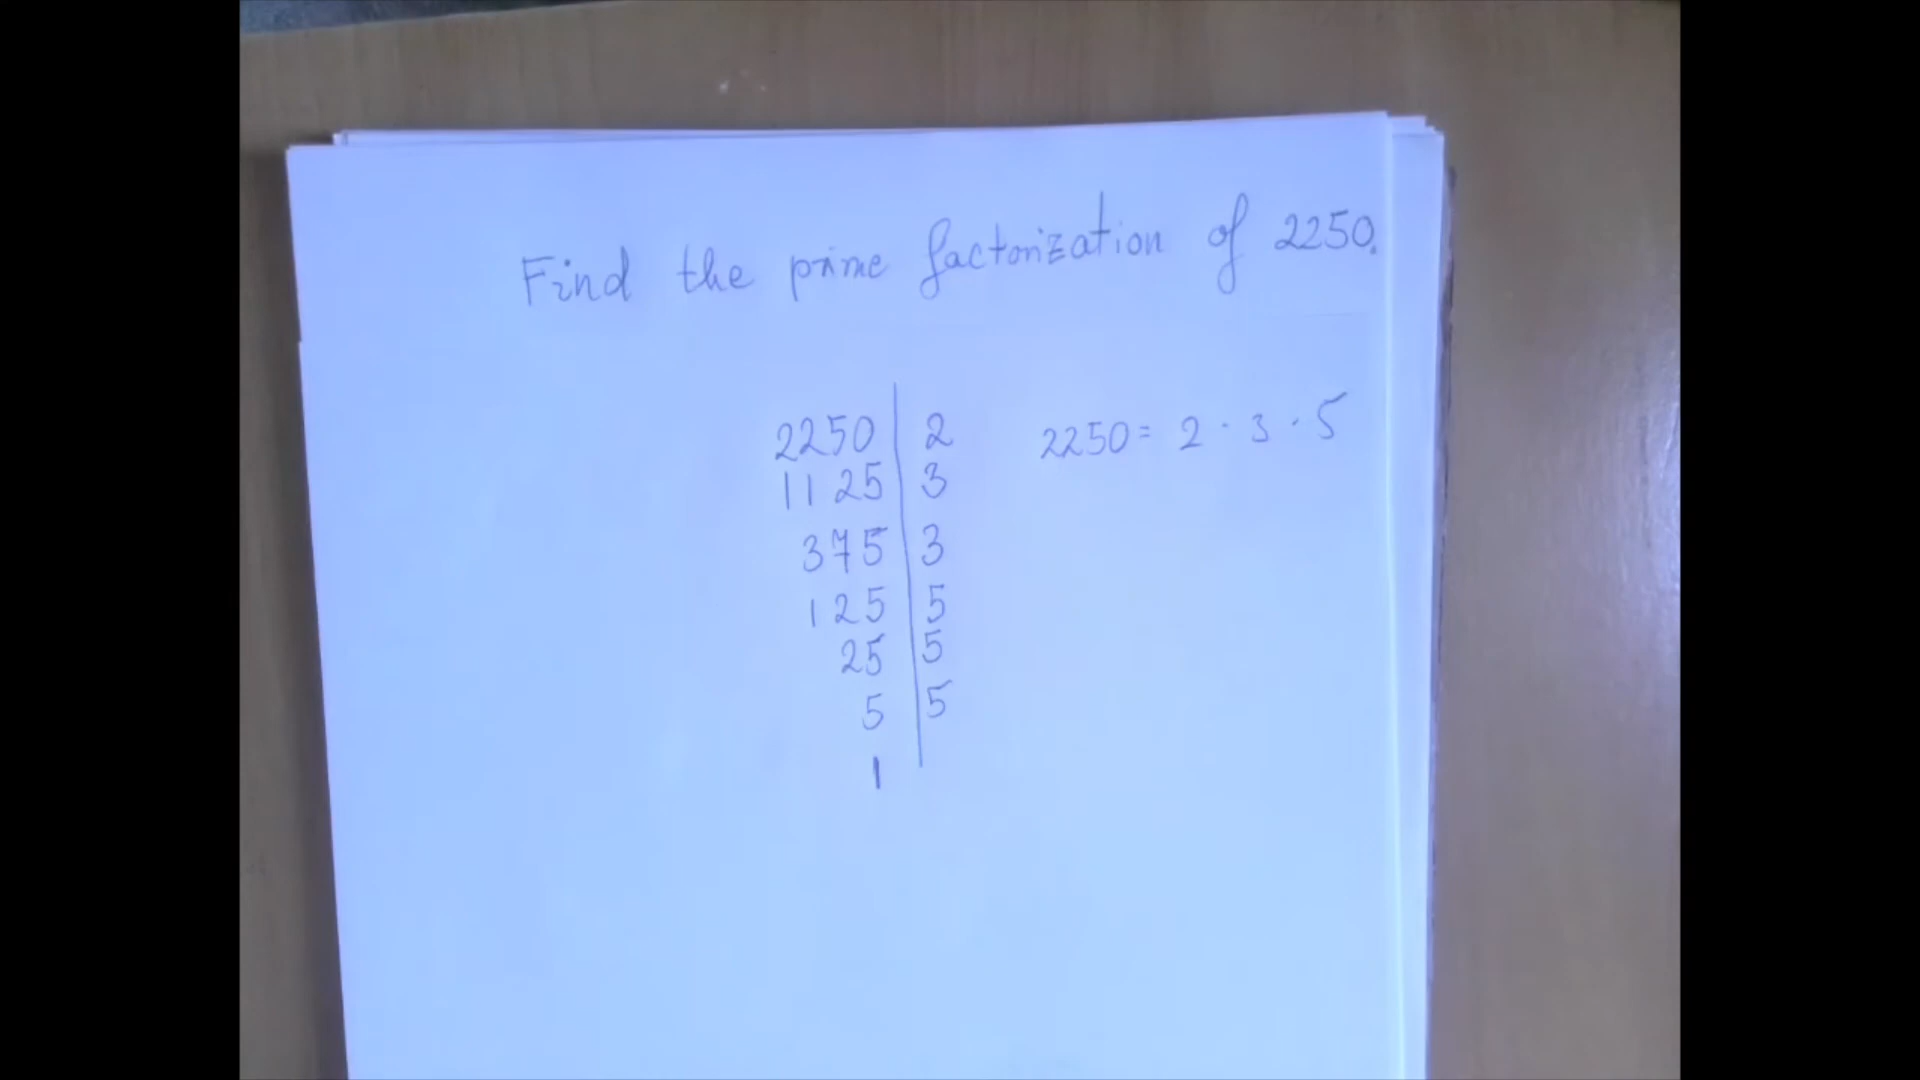 Find the prime factorization of 2250.
2250 | 2 2250 = 2 · 3 · 5
1125 | 3
375 | 3
125 | 5
25 | 5
5 | 5
1 |